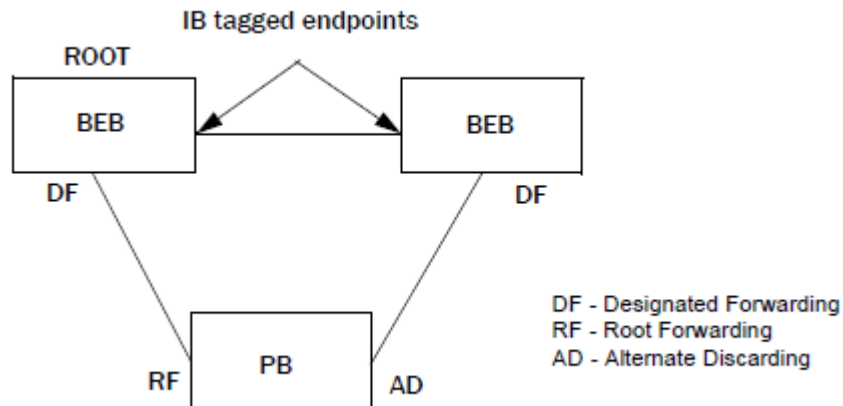 IB tagged endpoints
ROOT
BEB
BEB
DF
DF
DF - Designated Forwarding
RF - Root Forwarding
AD - Alternate Discarding
RF
PB
AD